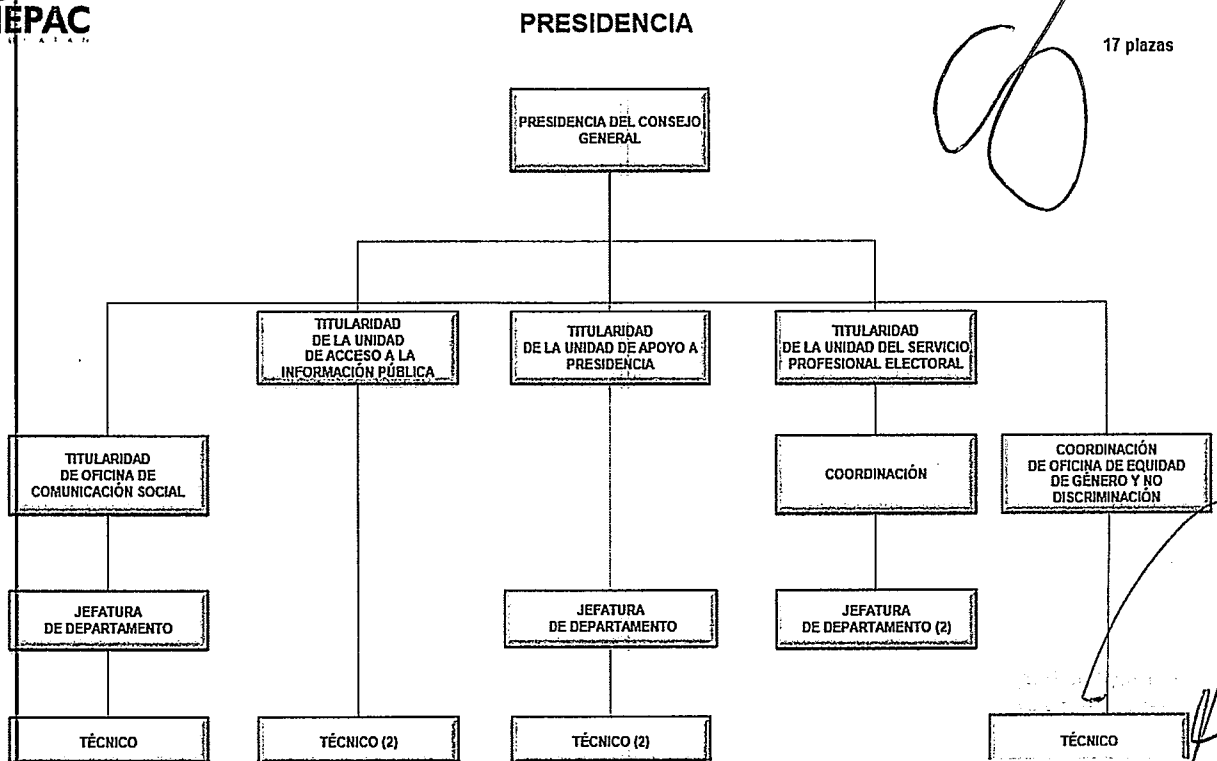 IEPAC
PRESIDENCIA
17 plazas
PRESIDENCIA DEL CONSEJO
GENERAL
TITULARIDAD
DE LA UNIDAD
DE ACCESO A LA
INFORMACIÓN PÚBLICA
TITULARIDAD
DE LA UNIDAD DE APOYO A
PRESIDENCIA
TITULARIDAD
DE LA UNIDAD DEL SERVICIO
PROFESIONAL ELECTORAL
TITULARIDAD
DE OFICINA DE
COMUNICACIÓN SOCIAL
COORDINACIÓN
COORDINACIÓN
DE OFICINA DE EQUIDAD
DE GÉNERO Y NO
DISCRIMINACIÓN
JEFATURA
DE DEPARTAMENTO
JEFATURA
DE DEPARTAMENTO
JEFATURA
DE DEPARTAMENTO (2)
TÉCNICO
TÉCNICO (2)
TÉCNICO (2)
TÉCNICO